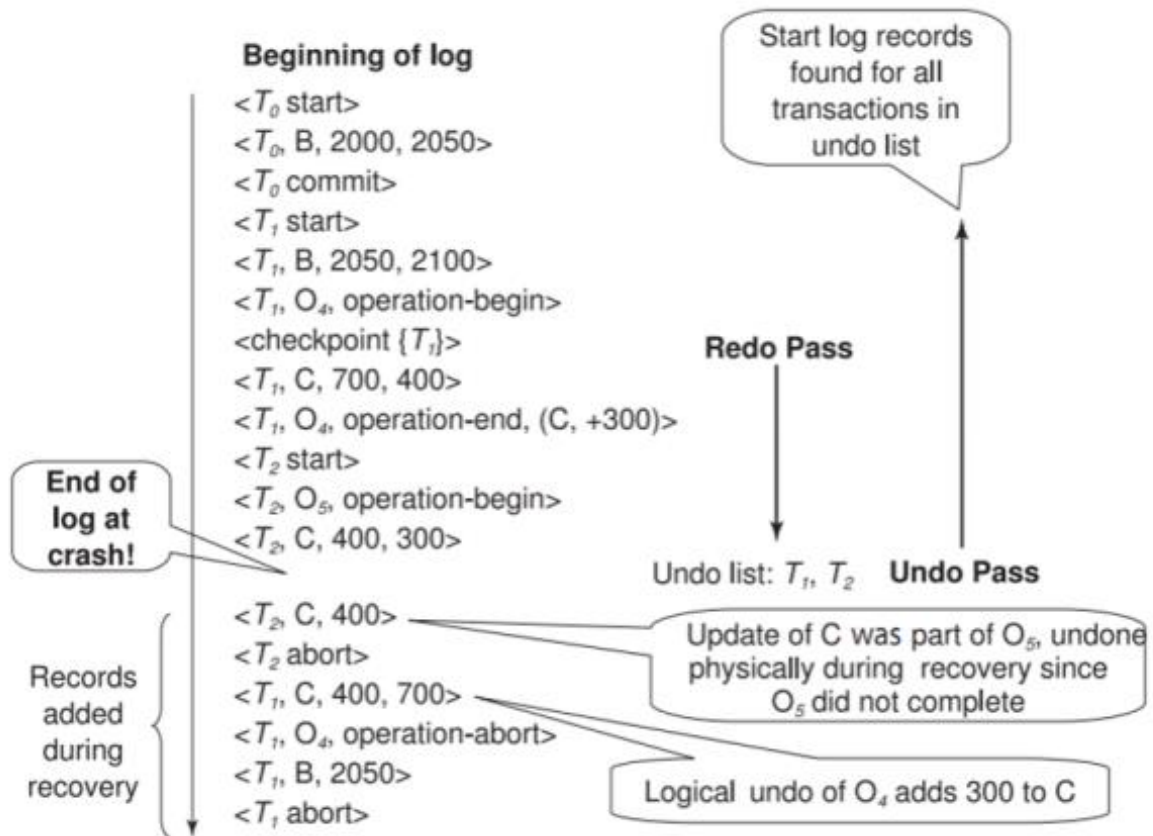 Beginning of log
<T₀ start>
<T₀, B, 2000, 2050>
<T₀ commit>
<T₁ start>
<T₁, B, 2050, 2100>
<T₁, O₄, operation-begin>
<checkpoint {T₁}>
<T₁, C, 700, 400>
<T₁, O₄, operation-end, (C, +300)>
<T₂ start>
<T₂, O₅, operation-begin>
<T₂, C, 400, 300>
End of
log at
crash!
Start log records
found for all
transactions in
undo list
Redo Pass
Undo list: T₁, T₂ Undo Pass
Records
added
during
recovery
<T₂, C, 400>
<T₂ abort>
<T₁, C, 400, 700>
<T₁, O₄, operation-abort>
<T₁, B, 2050>
<T₁ abort>
Update of C was part of O₅, undone
physically during recovery since
O₅ did not complete
Logical undo of O₄ adds 300 to C